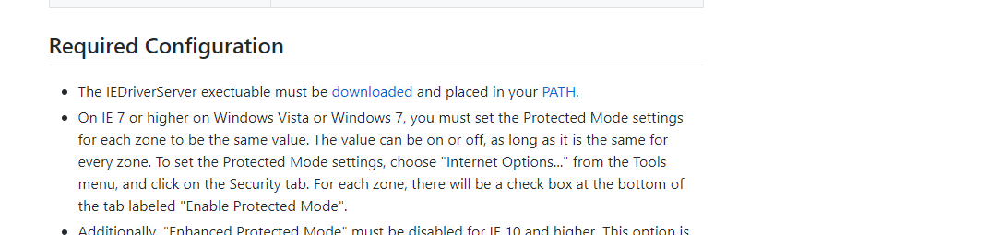 Required Configuration
The IEDriverServer exectuable must be downloaded and placed in your PATH.
On IE 7 or higher on Windows Vista or Windows 7, you must set the Protected Mode settings
for each zone to be the same value. The value can be on or off, as long as it is the same for
every zone. To set the Protected Mode settings, choose "Internet Options..." from the Tools
menu, and click on the Security tab. For each zone, there will be a check box at the bottom of
the tab labeled "Enable Protected Mode".
Additionally, "Enhanced Protected Mode" must be disabled for IE 10 and higher. This option is